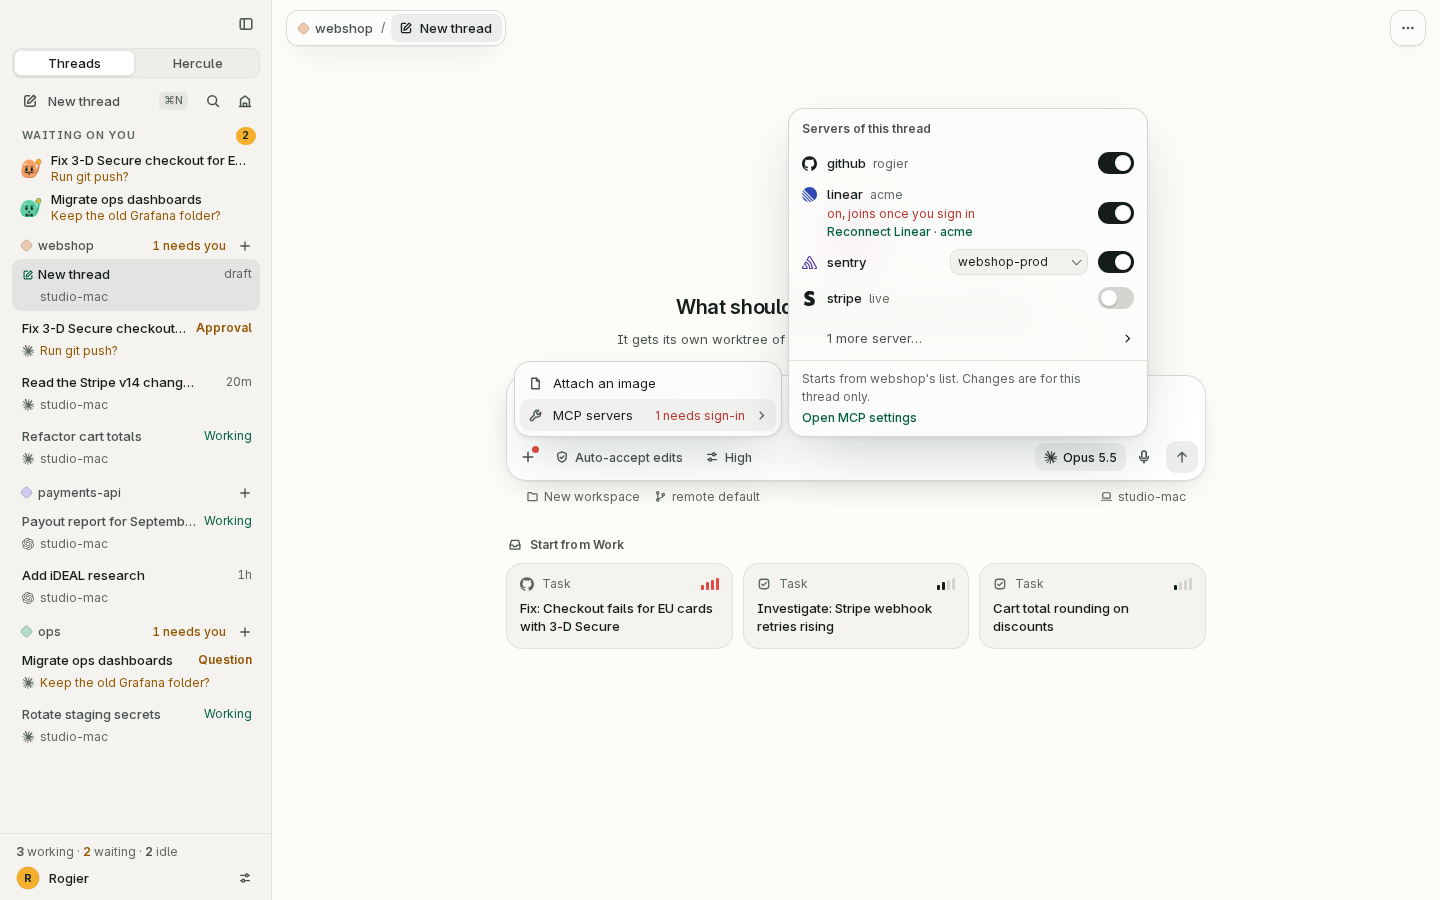 Threads
Hercule
New thread
⌘N
WAITING ON YOU
2
Fix 3-D Secure checkout for E...
Run git push?
Migrate ops dashboards
Keep the old Grafana folder?
webshop
1 needs you
New thread
draft
studio-mac
Fix 3-D Secure checkout...
Approval
Run git push?
Read the Stripe v14 chang...
20m
studio-mac
Refactor cart totals
Working
studio-mac
payments-api
Payout report for Septemb...
Working
studio-mac
Add iDEAL research
1h
studio-mac
ops
1 needs you
Migrate ops dashboards
Question
Keep the old Grafana folder?
Rotate staging secrets
Working
studio-mac
3 working · 2 waiting · 2 idle
R
Rogier
webshop / New thread
What should
It gets its own worktree of
Servers of this thread
github rogier
linear acme
on, joins once you sign in
Reconnect Linear · acme
sentry
webshop-prod
stripe live
1 more server...
Starts from webshop's list. Changes are for this
thread only.
Open MCP settings
Attach an image
MCP servers
1 needs sign-in
Auto-accept edits
High
Opus 5.5
New workspace
remote default
studio-mac
Start from Work
Task
Fix: Checkout fails for EU cards
with 3-D Secure
Task
Investigate: Stripe webhook
retries rising
Task
Cart total rounding on
discounts